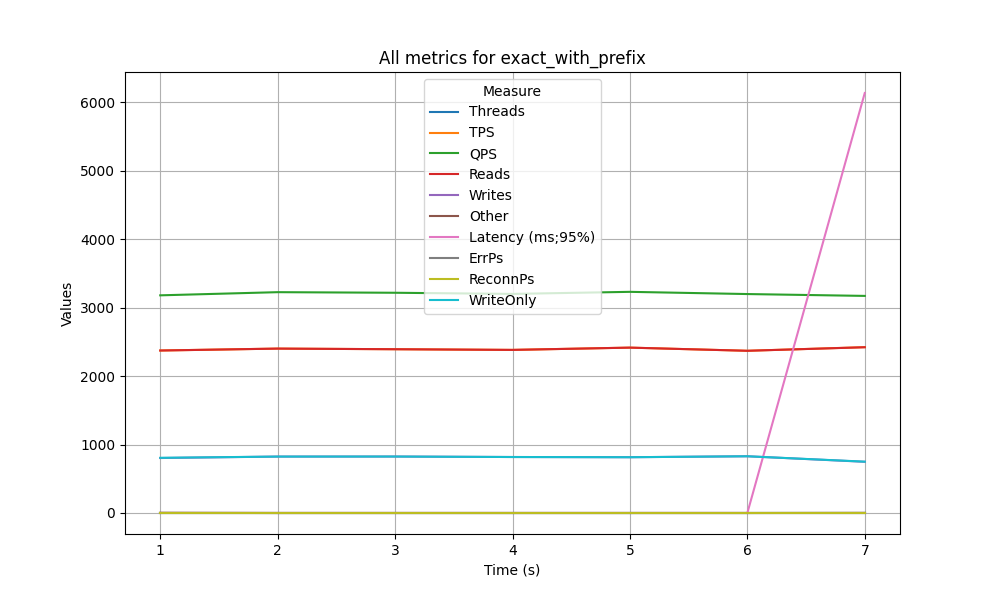 All metrics for exact_with_prefix
Measure
Threads
TPS
QPS
Reads
Writes
Other
Latency (ms;95%)
ErrPs
ReconnPs
WriteOnly
Values
6000
5000
4000
3000
2000
1000
0
1 2 3 4 5 6 7
Time (s)